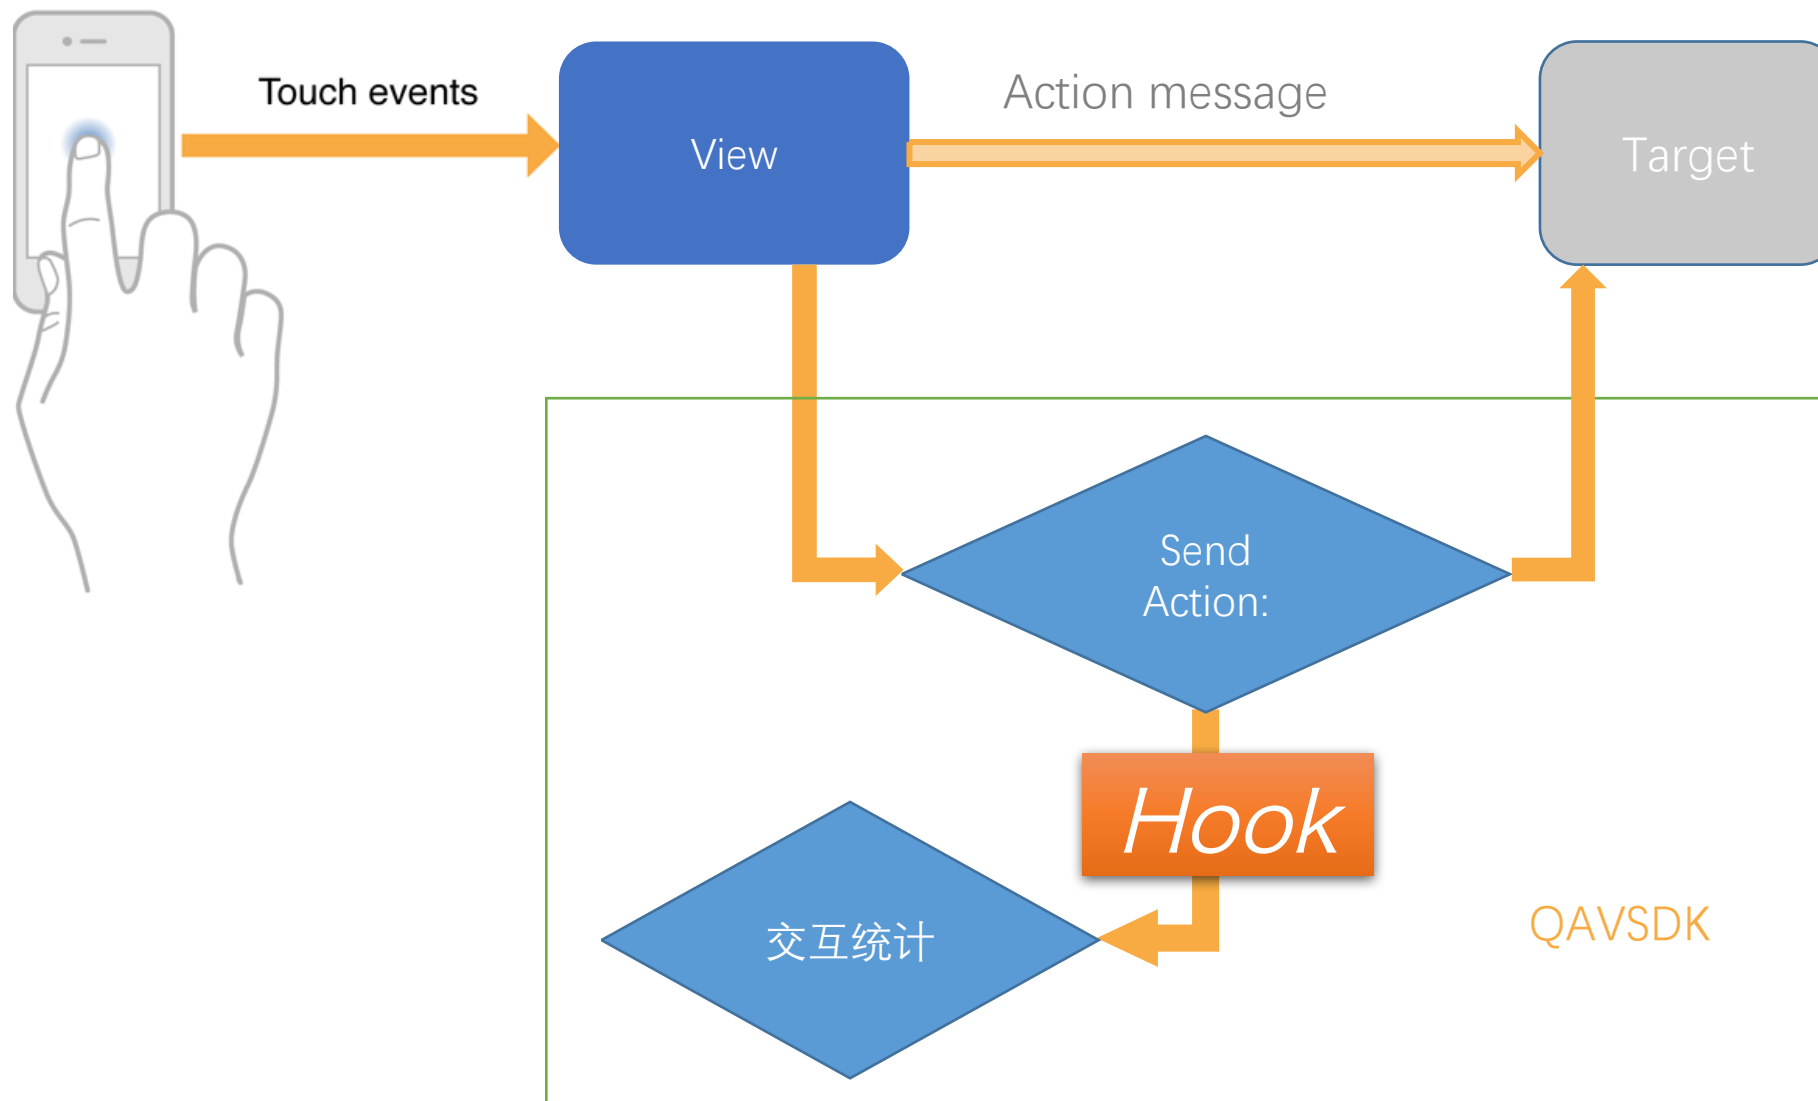 Touch events
View
Action message
Target
Send
Action:
Hook
交互统计
QAVSDK